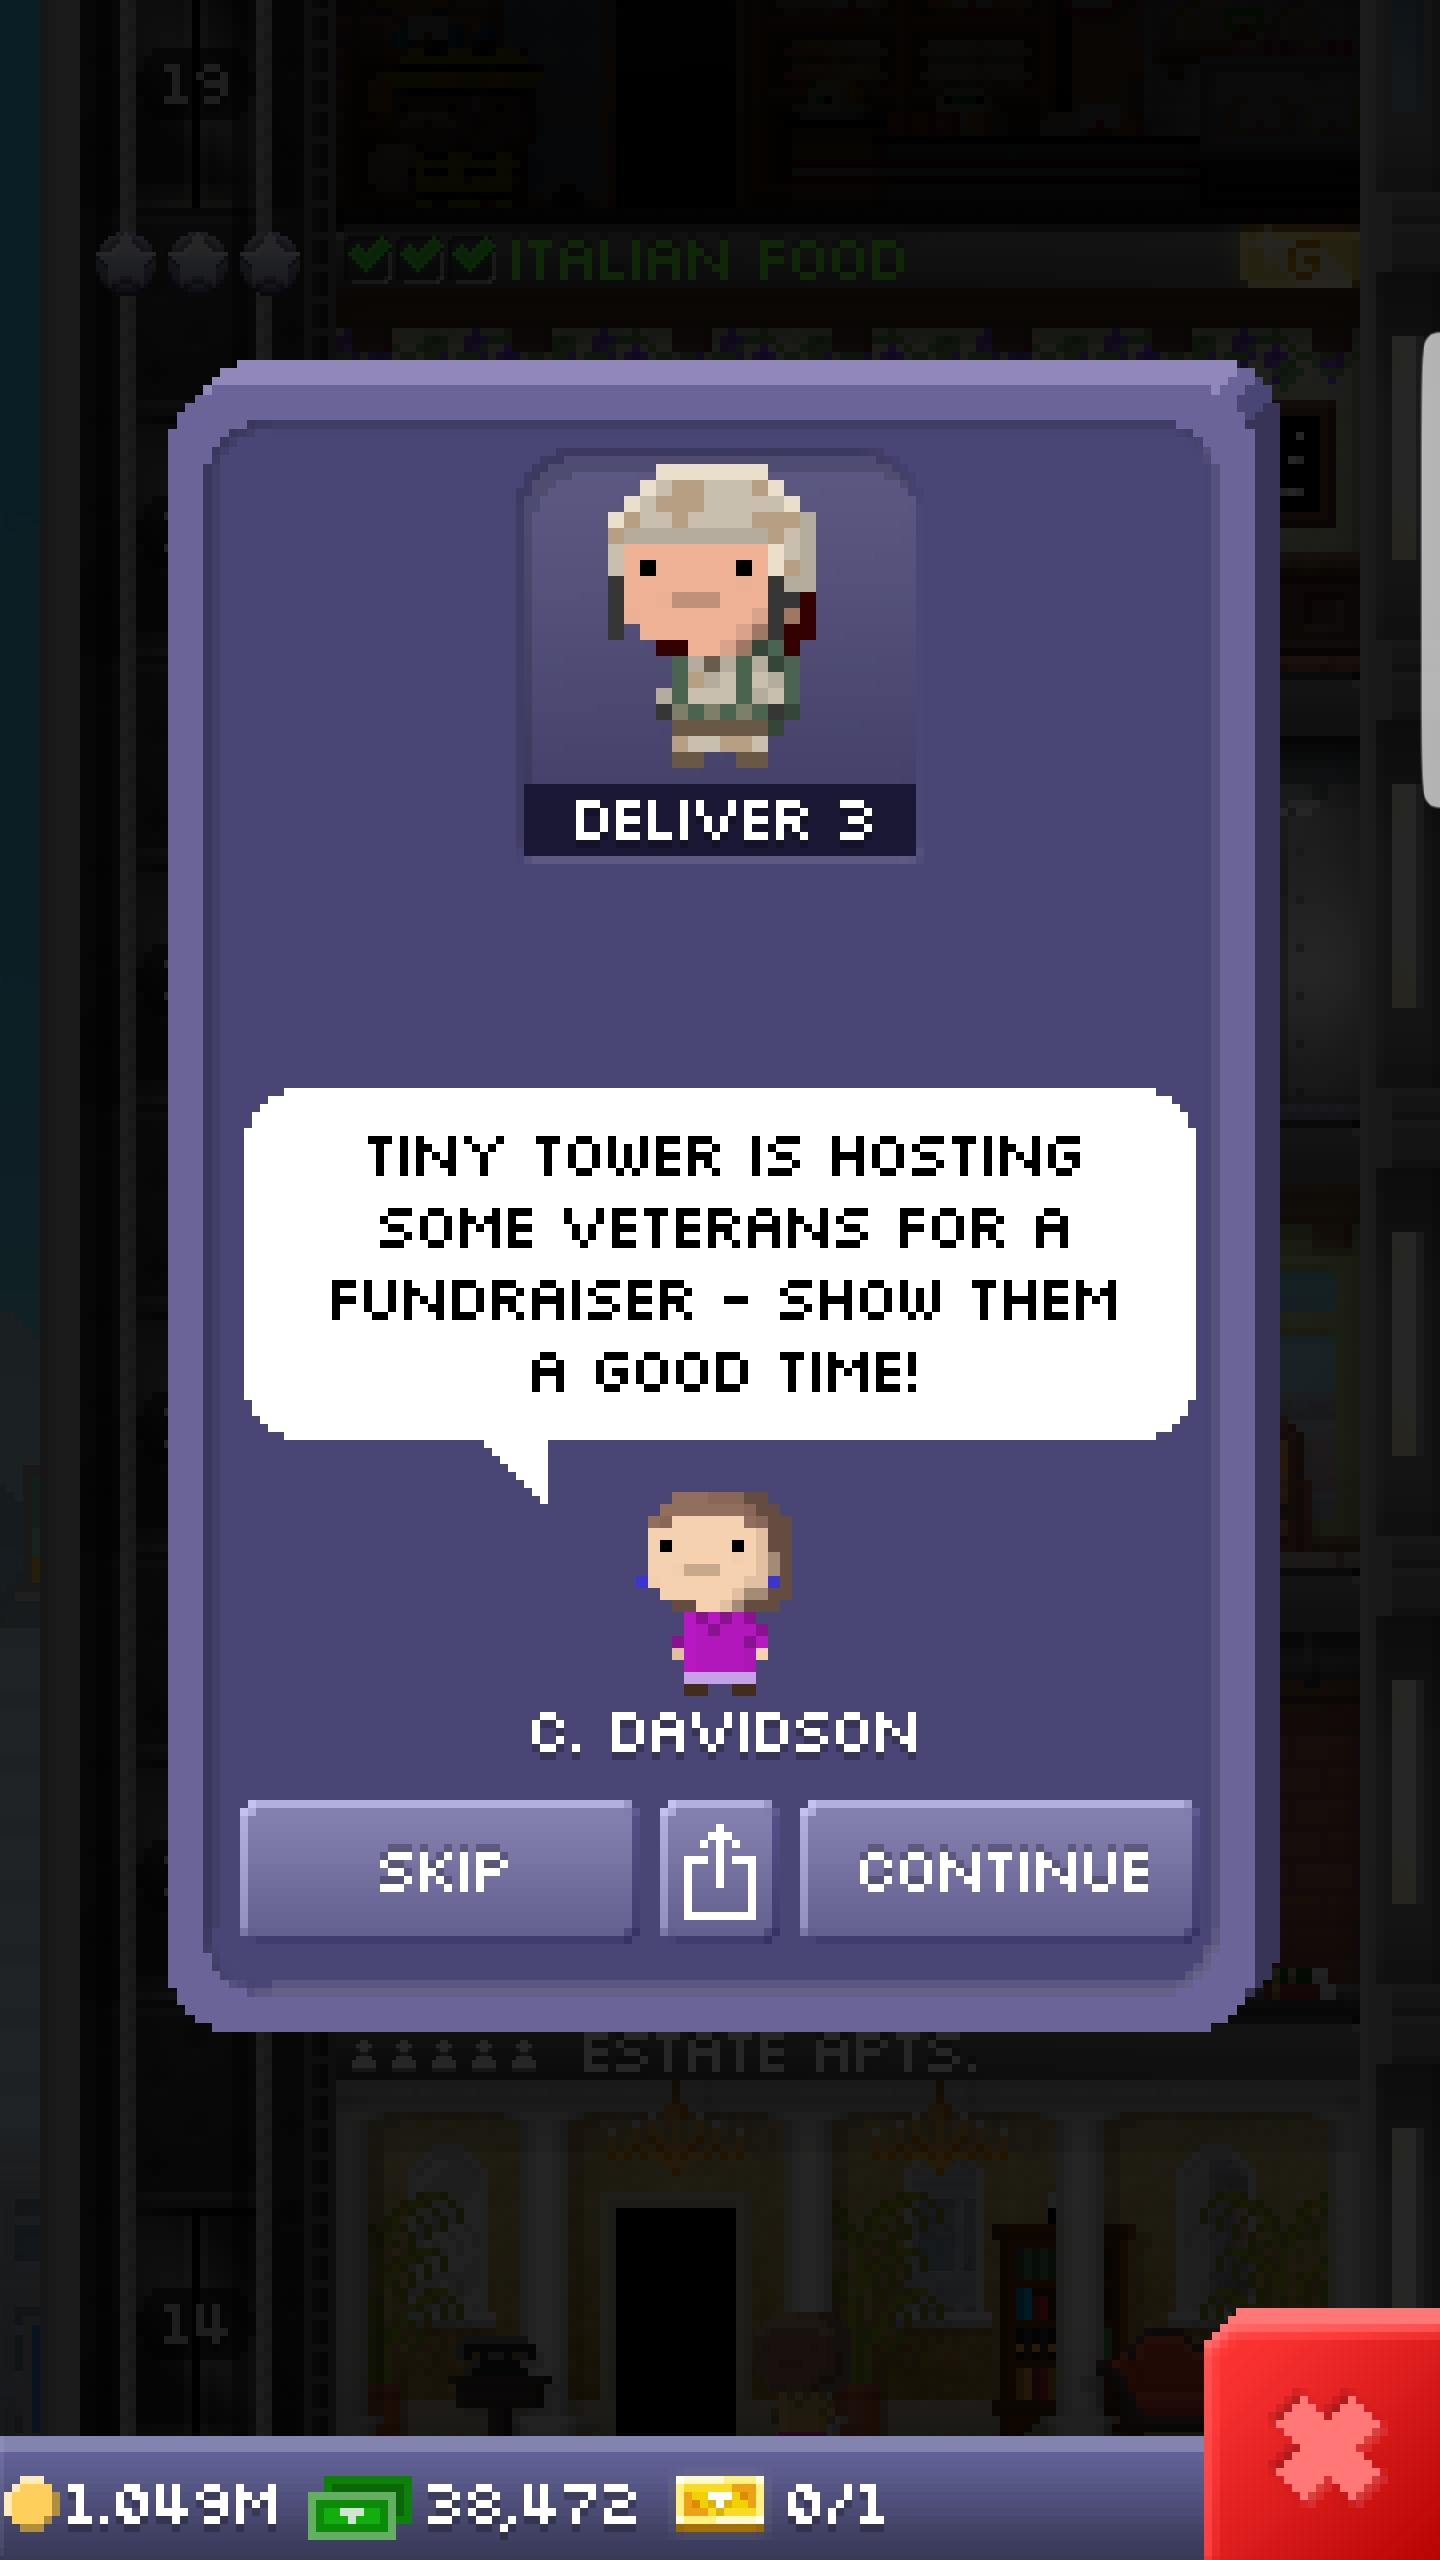 19
ITALIAN FOOD
G
DELIVER 3
TINY TOWER IS HOSTING
SOME VETERANS FOR A
FUNDRAISER - SHOW THEM
A GOOD TIME!
C. DAVIDSON
SKIP
CONTINUE
ESTATE APTS.
14
1.049M
38,472
0/1